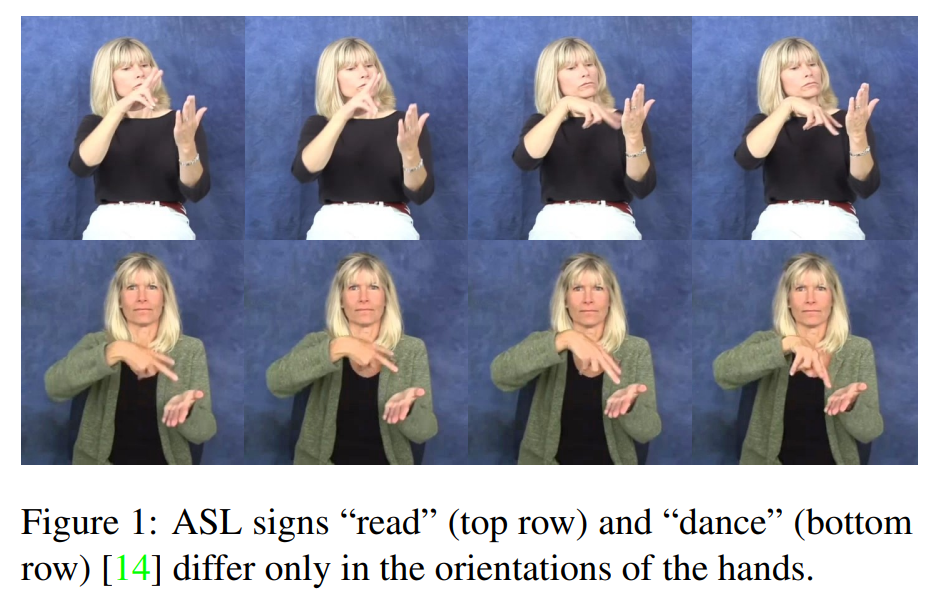 Figure 1: ASL signs “read” (top row) and “dance” (bottom
row) [14] differ only in the orientations of the hands.